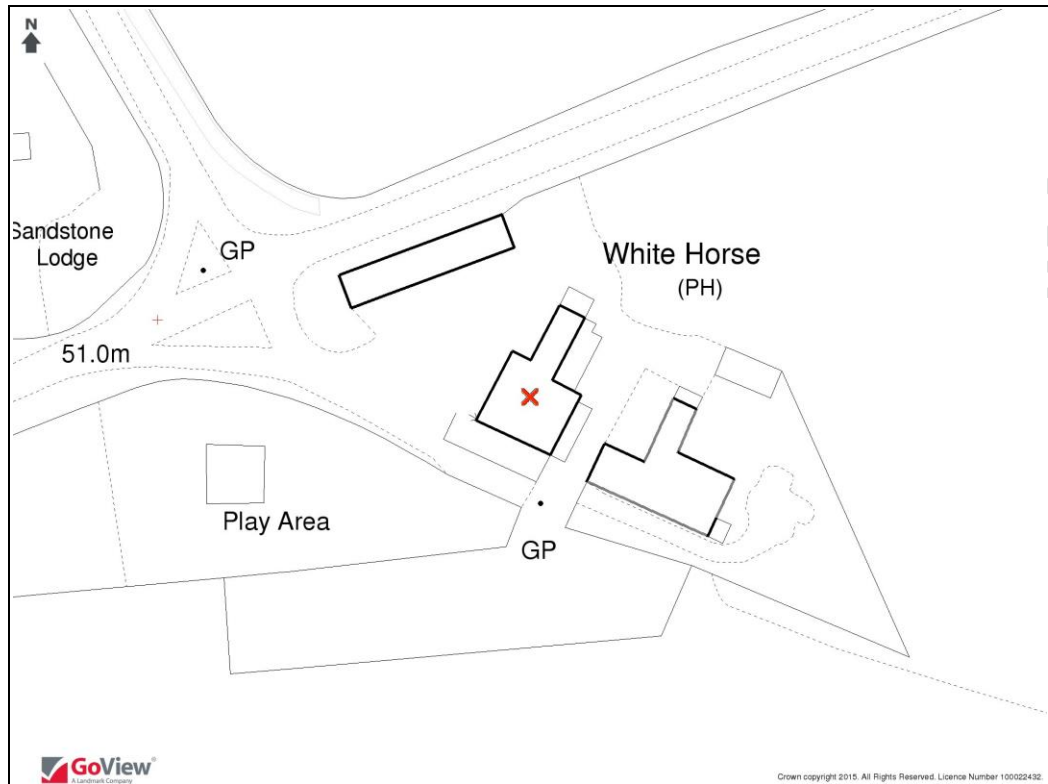 N
Sandstone
Lodge
GP
White Horse
(PH)
51.0m
Play Area
GP
GoView®
A Landmark Company
Crown copyright 2015. All Rights Reserved. Licence Number 100022432.